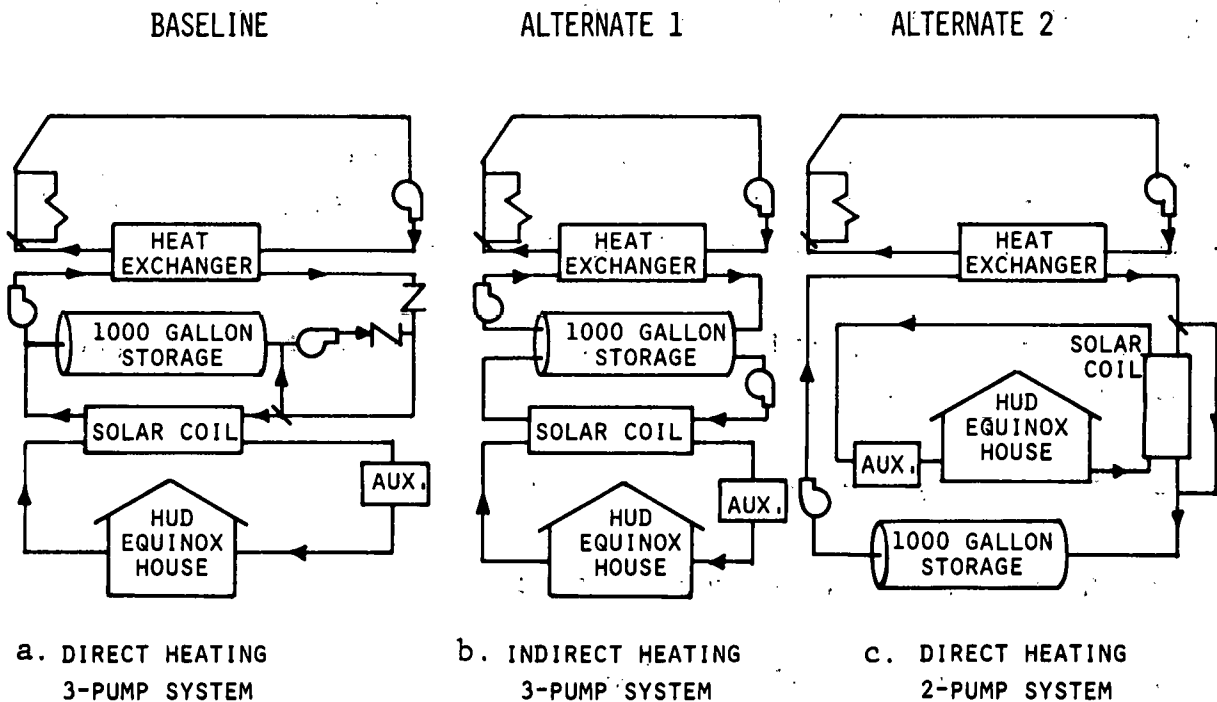 BASELINE
HEAT
EXCHANGER
1000 GALLON
STORAGE
SOLAR COIL
AUX.
HUD
EQUINOX
HOUSE
a. DIRECT HEATING
3-PUMP SYSTEM
ALTERNATE 1
HEAT
EXCHANGER
1000 GALLON
STORAGE
SOLAR COIL
AUX.
HUD
EQUINOX
HOUSE
b. INDIRECT HEATING
3-PUMP SYSTEM
ALTERNATE 2
HEAT
EXCHANGER
SOLAR
COIL
HUD
EQUINOX
HOUSE
AUX.
1000 GALLON
STORAGE
c. DIRECT HEATING
2-PUMP SYSTEM